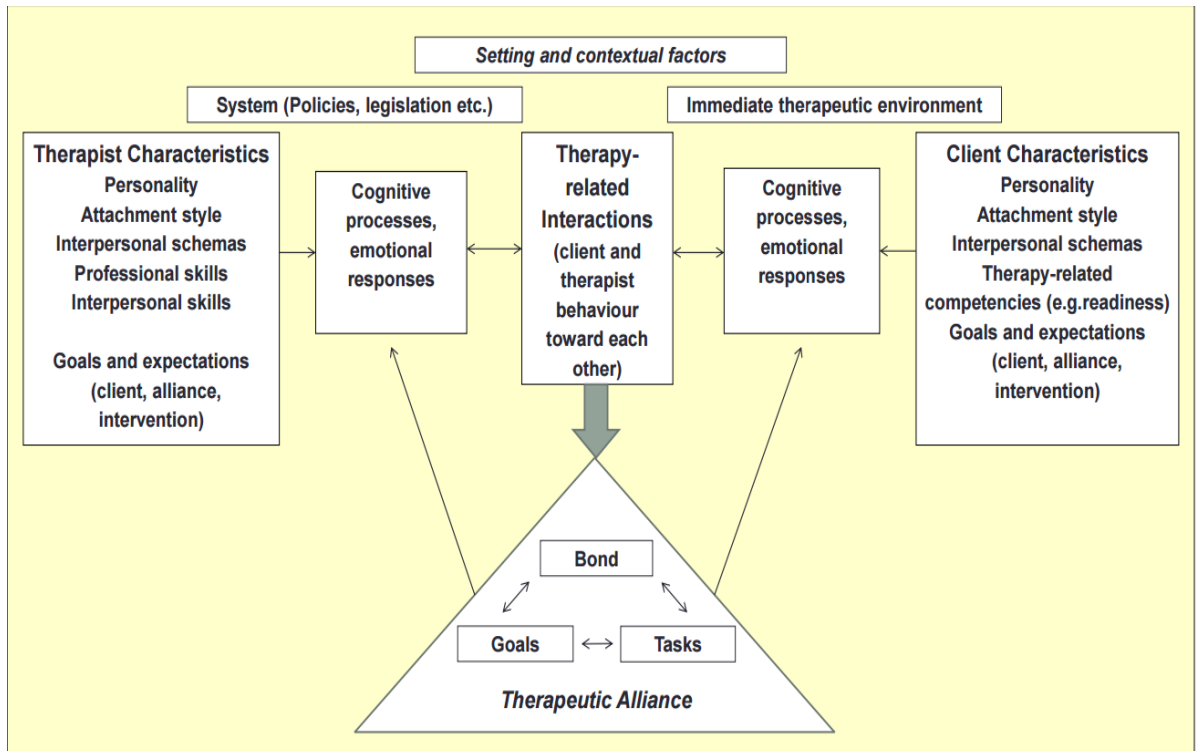 Setting and contextual factors
System (Policies, legislation etc.)
Immediate therapeutic environment
Therapist Characteristics
Personality
Attachment style
Interpersonal schemas
Professional skills
Interpersonal skills
Goals and expectations
(client, alliance,
intervention)
Cognitive
processes,
emotional
responses
Therapy-
related
Interactions
(client and
therapist
behaviour
toward each
other)
Cognitive
processes,
emotional
responses
Client Characteristics
Personality
Attachment style
Interpersonal schemas
Therapy-related
competencies (e.g.readiness)
Goals and expectations
(client, alliance,
intervention)
Bond
Goals
Tasks
Therapeutic Alliance